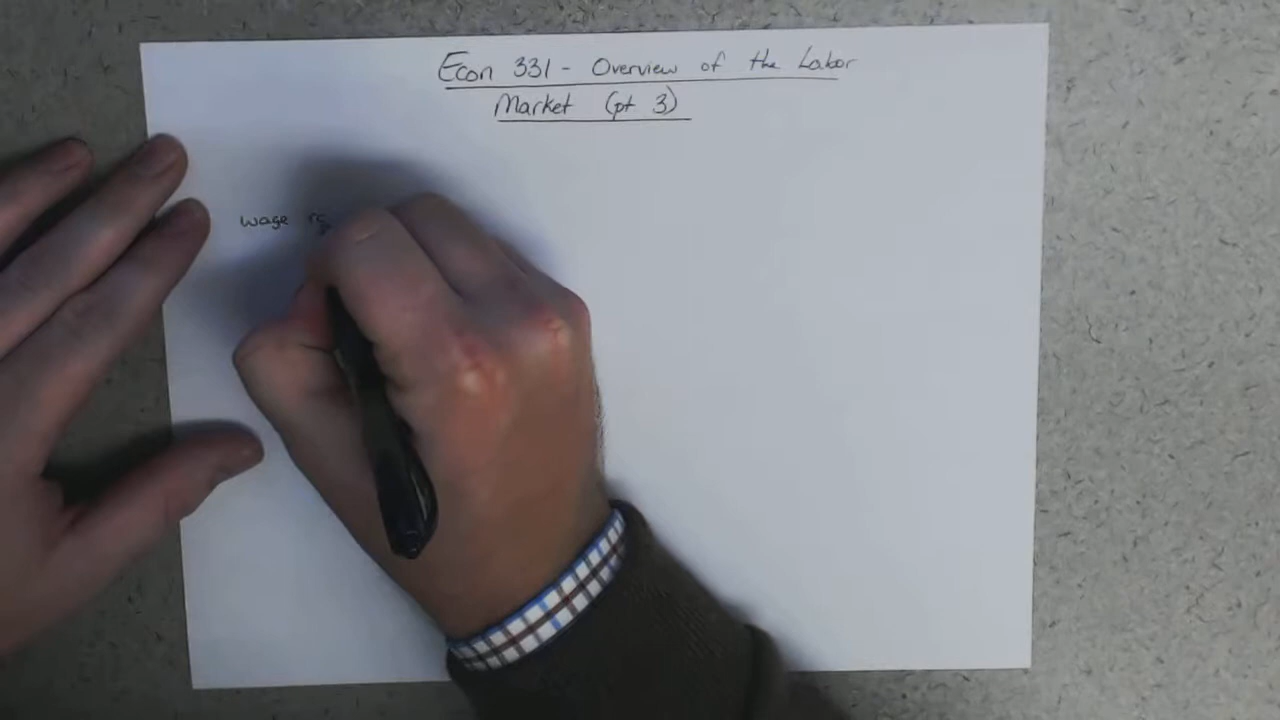 Econ 331 - Overview of the Labor
Market (pt 3)
wage